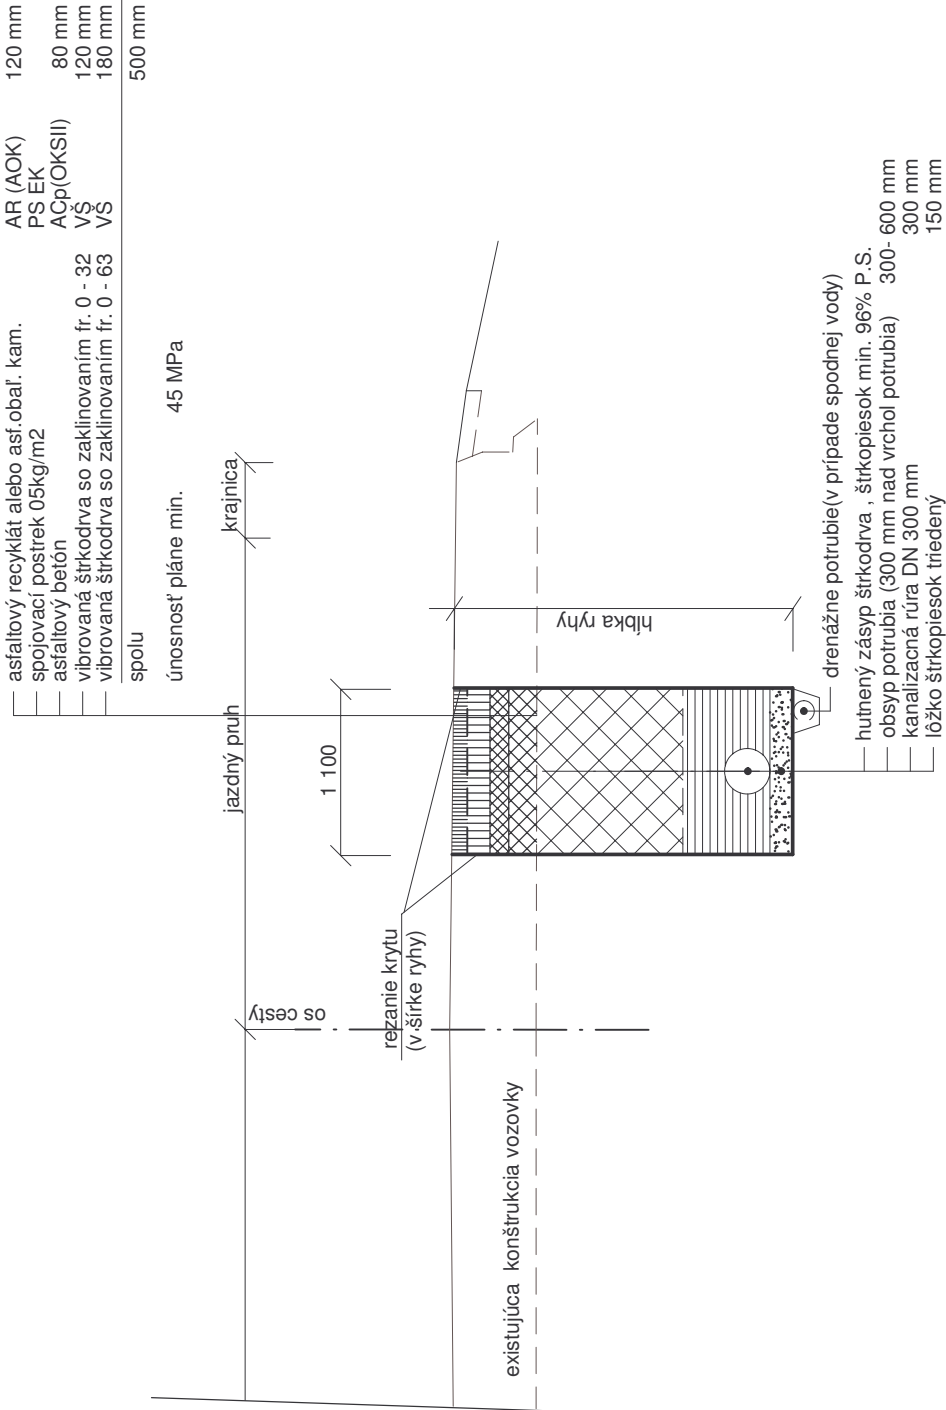 asfaltový recyklát alebo asf.obaľ. kam. AR (AOK) 120 mm
spojovací postrek 05kg/m2 PS EK
asfaltový betón ACp(OKSII) 80 mm
vibrovaná štrkodrva so zaklinovaním fr. 0 - 32 VŠ 120 mm
vibrovaná štrkodrva so zaklinovaním fr. 0 - 63 VŠ 180 mm
spolu 500 mm
únosnosť pláne min. 45 MPa
jazdný pruh
krajnica
1 100
os cesty
rezanie krytu
(v šírke ryhy)
hĺbka ryhy
existujúca konštrukcia vozovky
drenážne potrubie(v prípade spodnej vody)
hutnený zásyp štrkodrva , štrkopiesok min. 96% P.S.
obsyp potrubia (300 mm nad vrchol potrubia) 300- 600 mm
kanalizacná rúra DN 300 mm 300 mm
lôžko štrkopiesok triedený 150 mm